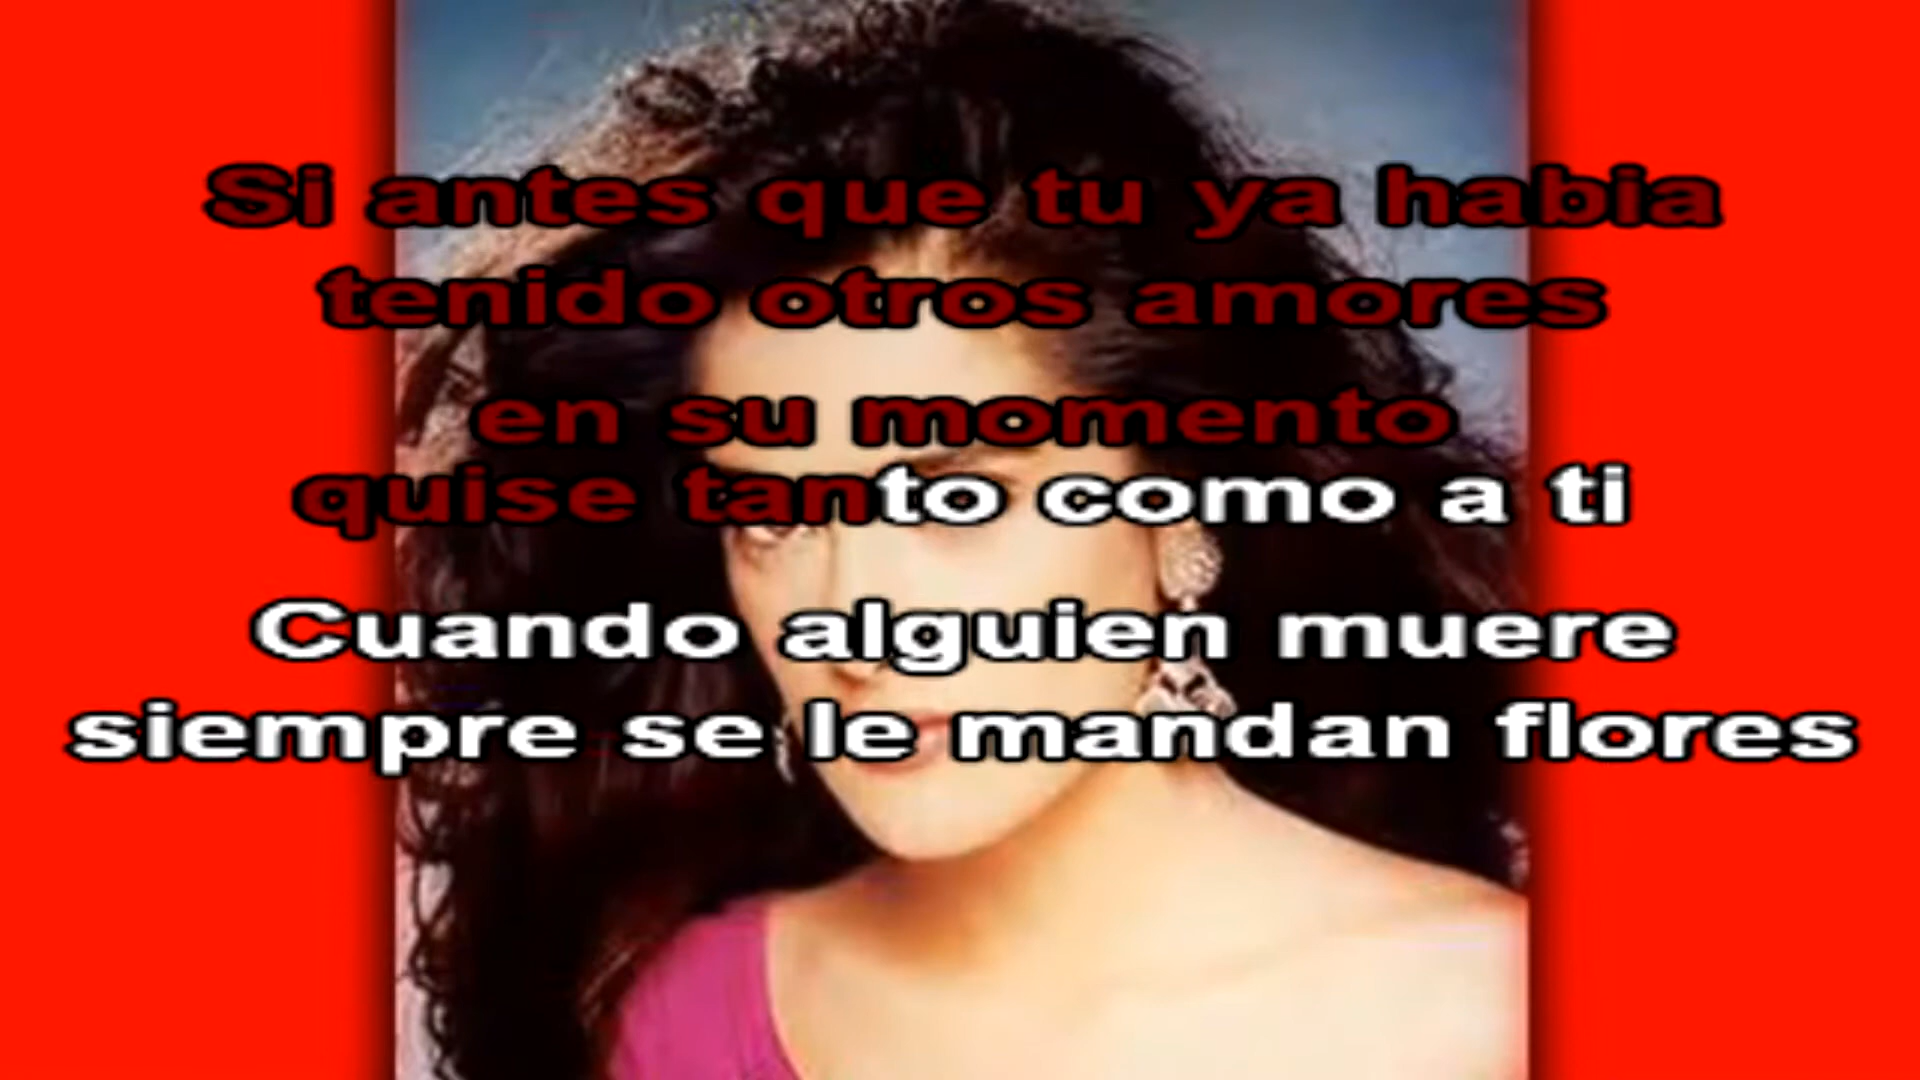 Si antes que tu ya habia
tenido otros amores
en su momento
quise tanto como a ti
Cuando alguien muere
siempre se le mandan flores